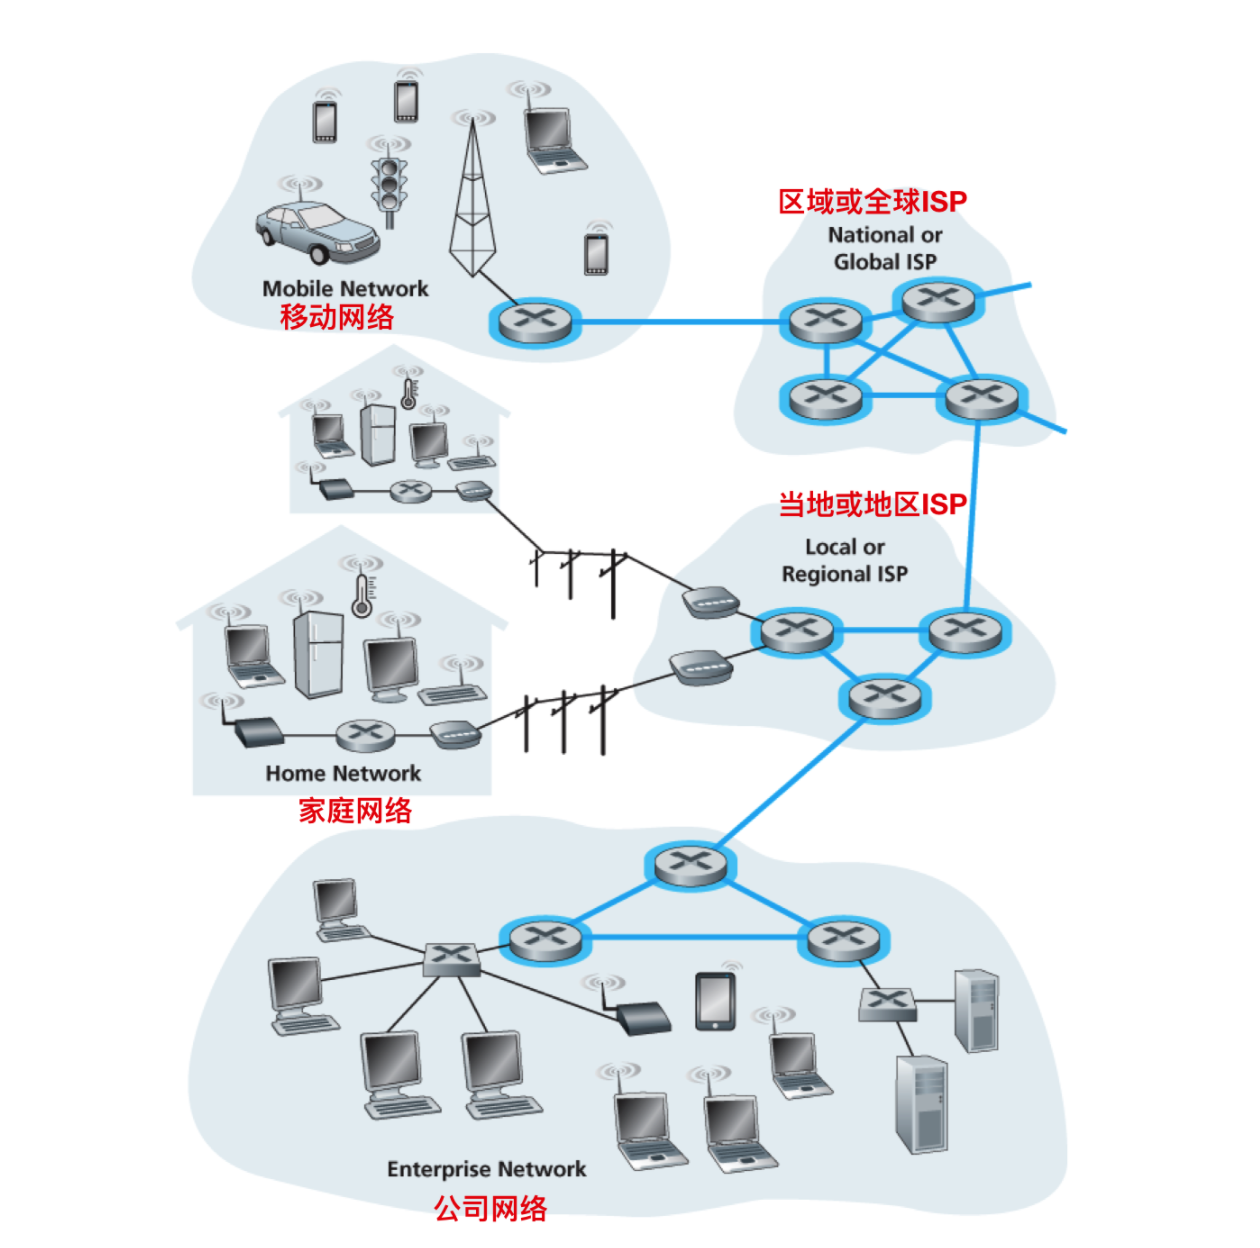 区域或全球ISP
National or
Global ISP
Mobile Network
移动网络
当地或地区ISP
Local or
Regional ISP
Home Network
家庭网络
Enterprise Network
公司网络